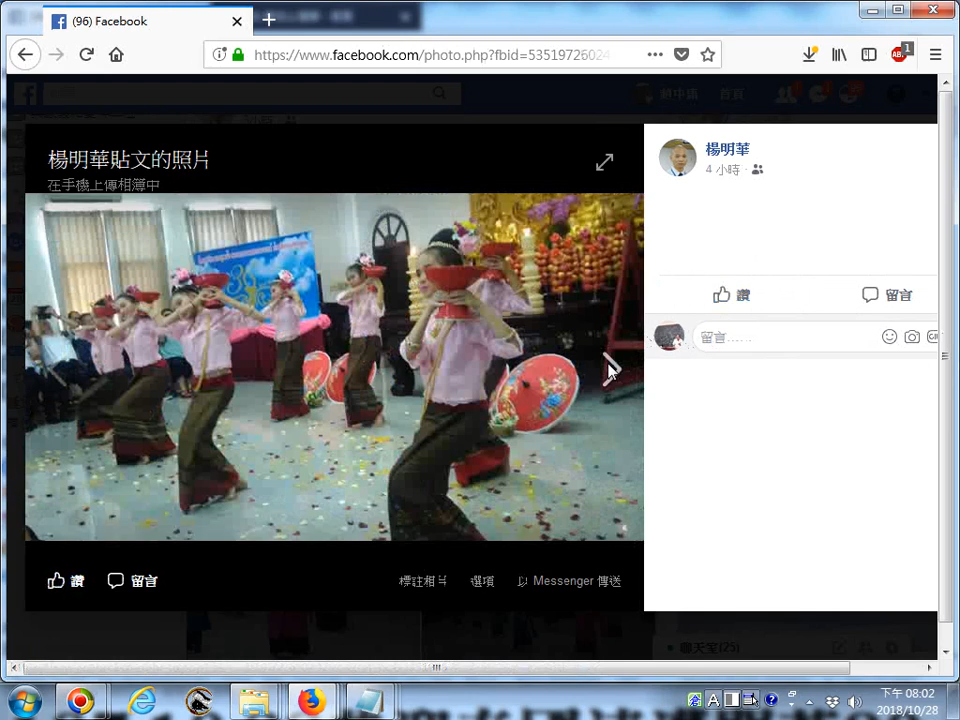 (96) Facebook
https://www.facebook.com/photo.php?fbid=53519726024
1
首頁
楊明華貼文的照片
在手機上傳相簿中
楊明華
4 小時
讚
留言
留言......
讚
留言
標註相片
選項
Messenger 傳送
聊天室 (25)
下午 08:02
2018/10/28